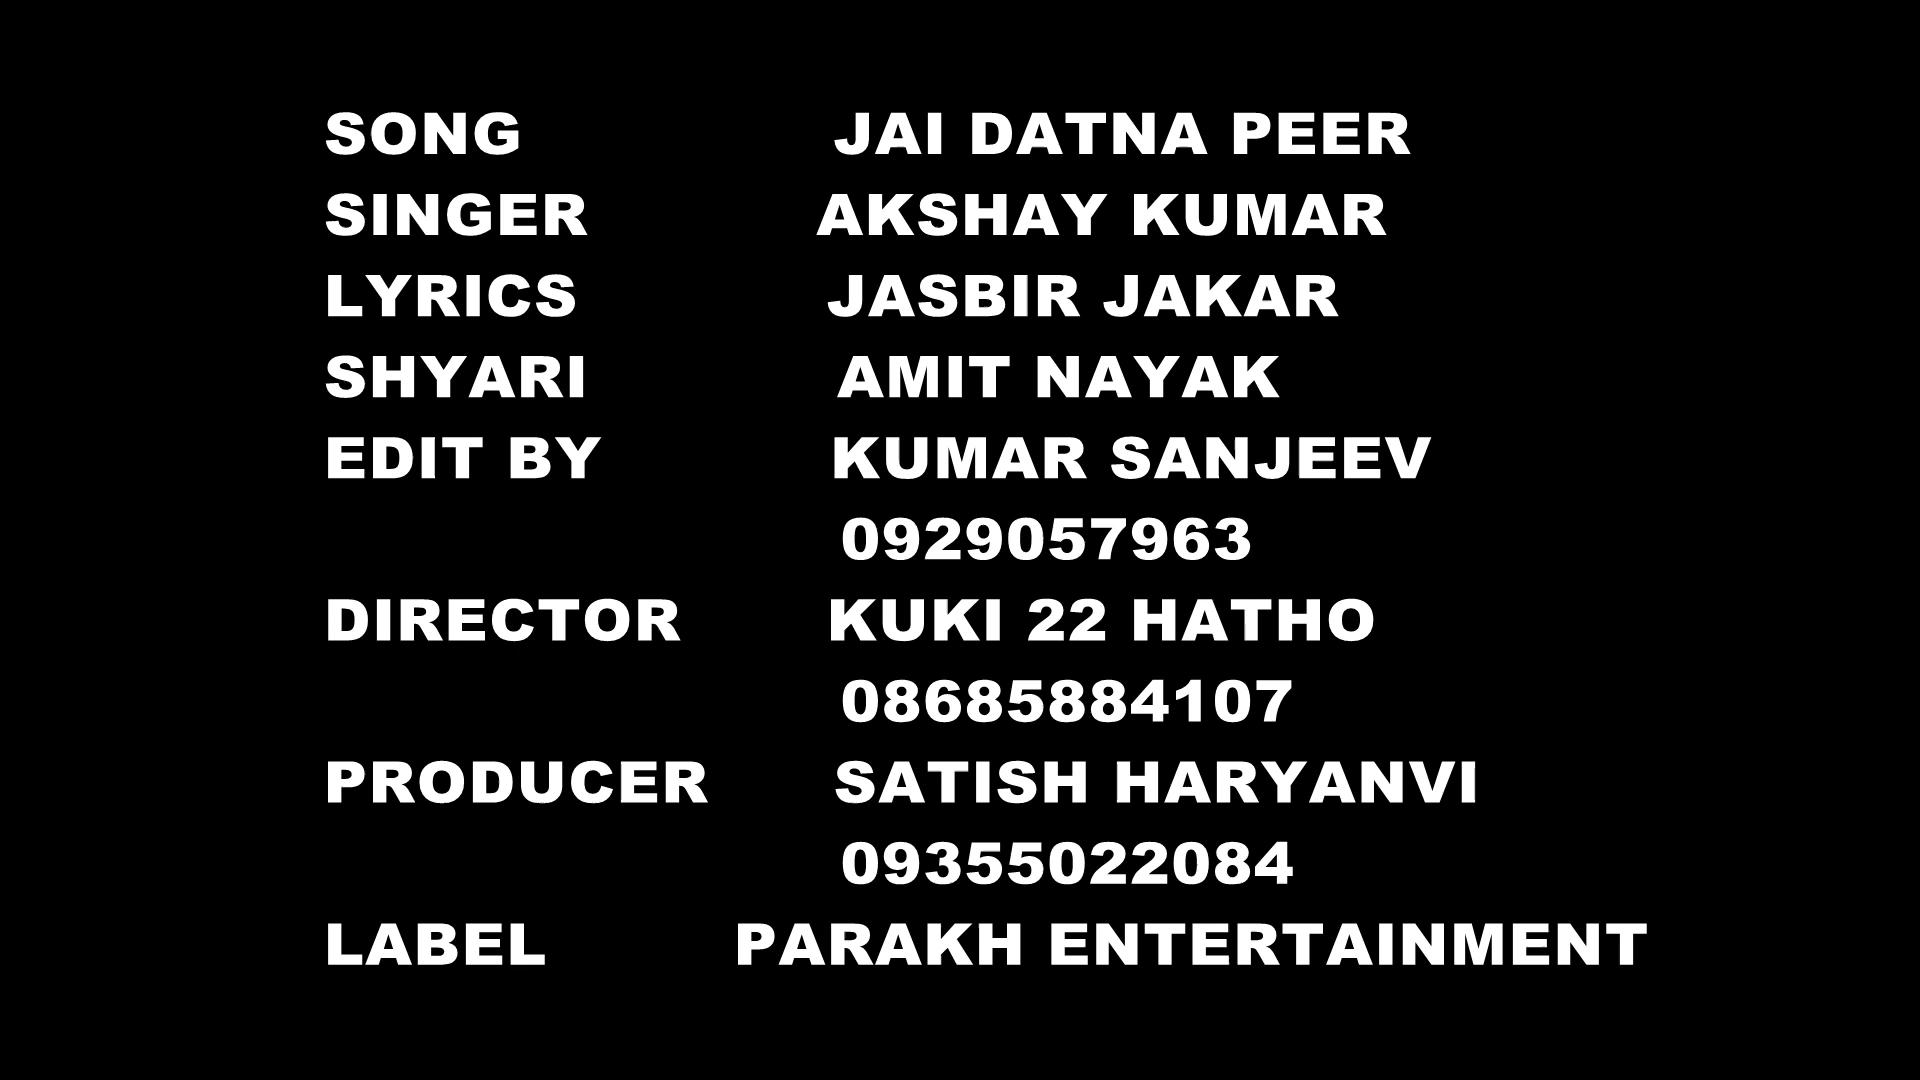 SONG JAI DATNA PEER
SINGER AKSHAY KUMAR
LYRICS JASBIR JAKAR
SHYARI AMIT NAYAK
EDIT BY KUMAR SANJEEV
0929057963
DIRECTOR KUKI 22 HATHO
08685884107
PRODUCER SATISH HARYANVI
09355022084
LABEL PARAKH ENTERTAINMENT